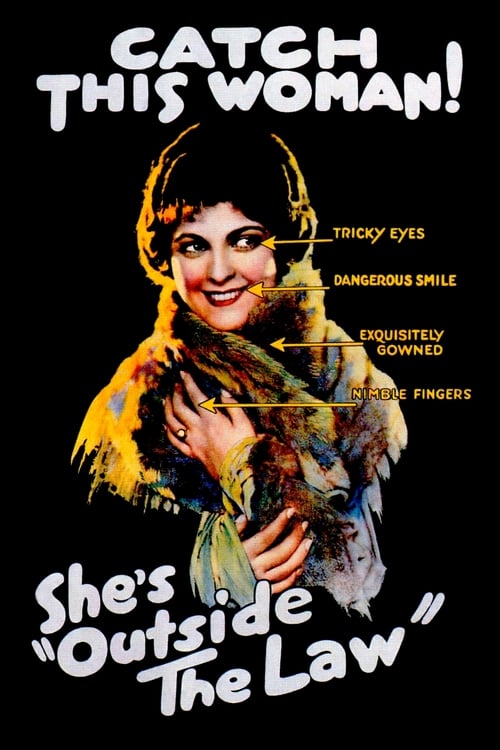 CATCH
THIS WOMAN!
TRICKY EYES
DANGEROUS SMILE
EXQUISITELY
GOWNED
NIMBLE FINGERS
She's
"Outside
The Law"